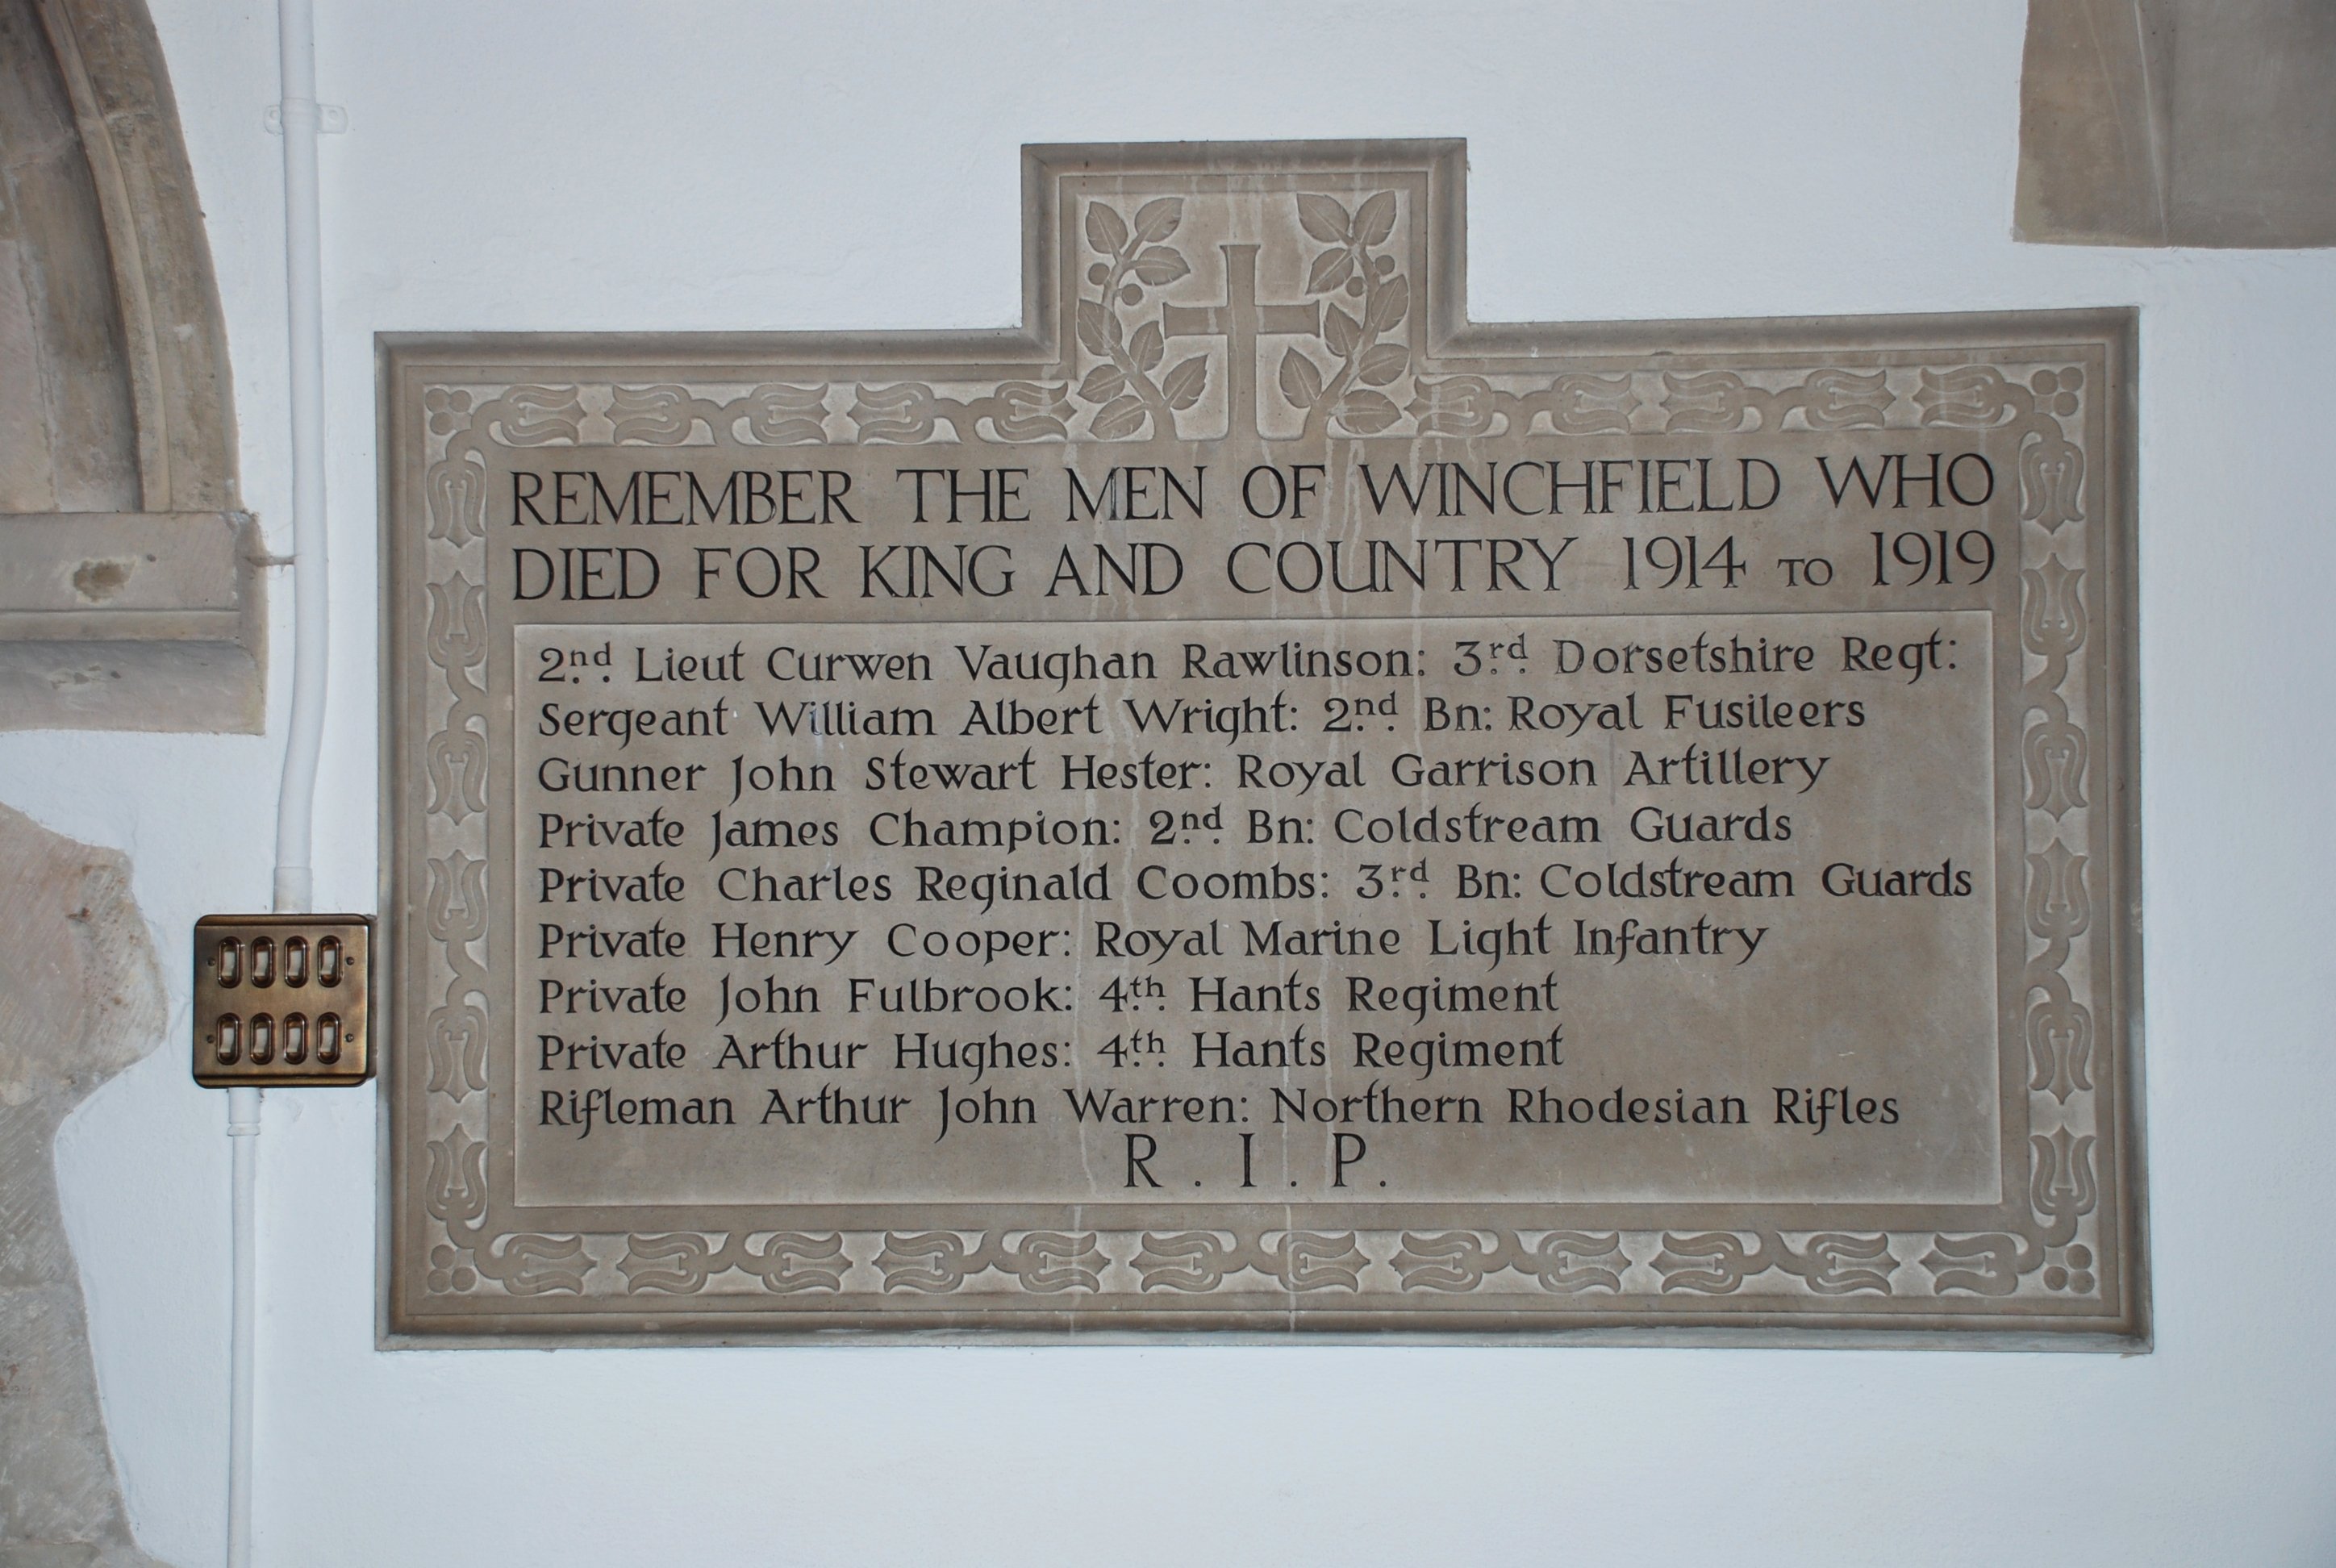 REMEMBER THE MEN OF WINCHFIELD WHO
DIED FOR KING AND COUNTRY 1914 TO 1919
2nd. Lieut Curwen Vaughan Rawlinson: 3rd. Dorsetshire Regt:
Sergeant William Albert Wright: 2nd. Bn: Royal Fusileers
Gunner John Stewart Hester: Royal Garrison Artillery
Private James Champion: 2nd. Bn: Coldstream Guards
Private Charles Reginald Coombs: 3rd. Bn: Coldstream Guards
Private Henry Cooper: Royal Marine Light Infantry
Private John Fulbrook: 4th. Hants Regiment
Private Arthur Hughes: 4th. Hants Regiment
Rifleman Arthur John Warren: Northern Rhodesian Rifles
R. I. P.